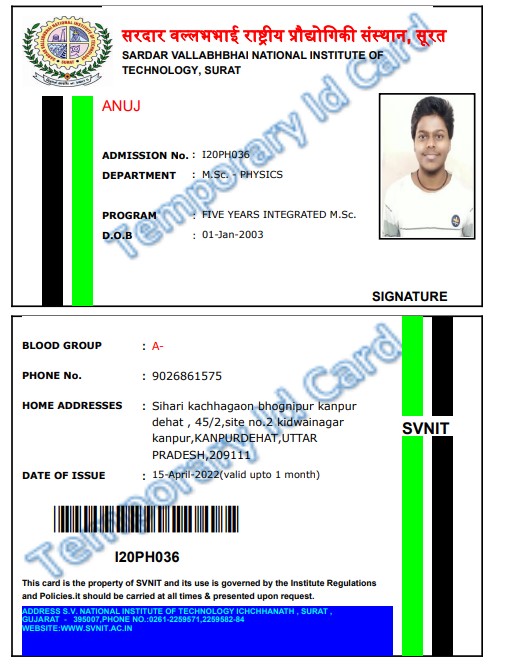 सरदार वल्लभभाई राष्ट्रीय प्रौद्योगिकी संस्थान, सूरत
SARDAR VALLABHBHAI NATIONAL INSTITUTE OF
TECHNOLOGY, SURAT
ANUJ
ADMISSION No. : I20PH036
DEPARTMENT : M.Sc. - PHYSICS
PROGRAM : FIVE YEARS INTEGRATED M.Sc.
D.O.B : 01-Jan-2003
Temporary Id Card
SIGNATURE
BLOOD GROUP : A-
PHONE No. : 9026861575
HOME ADDRESSES : Sihari kachhagaon bhognipur kanpur
dehat , 45/2,site no.2 kidwainagar
kanpur,KANPURDEHAT,UTTAR
PRADESH,209111
SVNIT
DATE OF ISSUE : 15-April-2022(valid upto 1 month)
Temporary Id Card
I20PH036
This card is the property of SVNIT and its use is governed by the Institute Regulations
and Policies.it should be carried at all times & presented upon request.
ADDRESS S.V. NATIONAL INSTITUTE OF TECHNOLOGY ICHCHHANATH , SURAT ,
GUJARAT - 395007,PHONE NO.:0261-2259571,2259582-84
WEBSITE:WWW.SVNIT.AC.IN